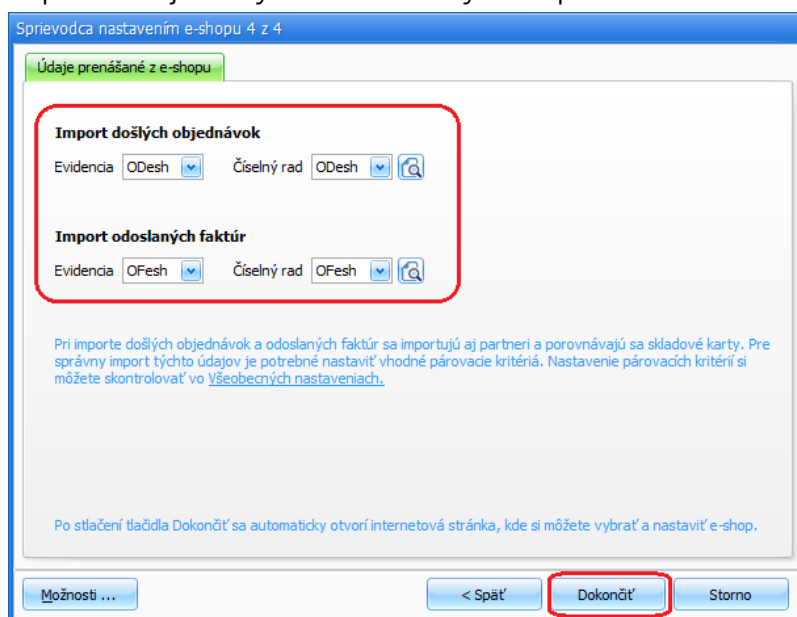 Sprievodca nastavením e-shopu 4 z 4
Údaje prenášané z e-shopu
Import došlých objednávok
Evidencia ODesh Číselný rad ODesh
Import odoslaných faktúr
Evidencia OFesh Číselný rad OFesh
Pri importe došlých objednávok a odoslaných faktúr sa importujú aj partneri a porovnávajú sa skladové karty. Pre
správny import týchto údajov je potrebné nastaviť vhodné párovacie kritériá. Nastavenie párovacích kritérií si
môžete skontrolovať vo Všeobecných nastaveniach.
Po stlačení tlačidla Dokončiť sa automaticky otvorí internetová stránka, kde si môžete vybrať a nastaviť e-shop.
Možnosti ... < Späť Dokončiť Storno